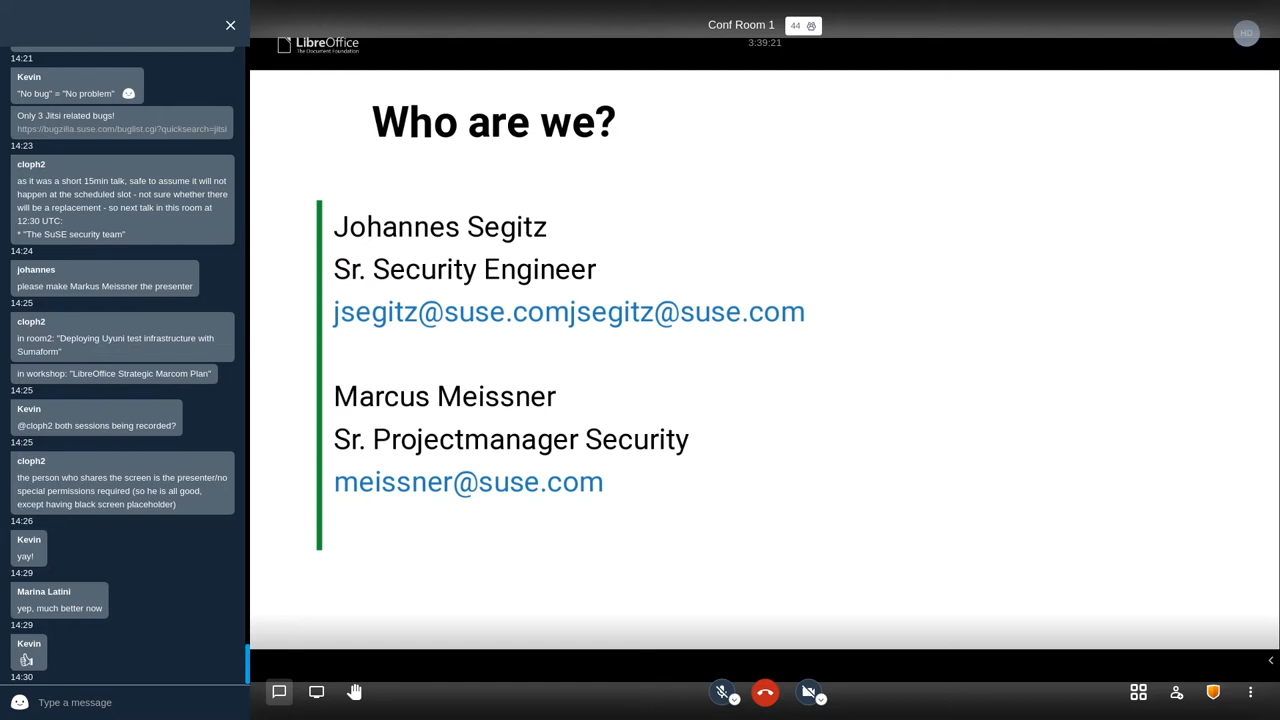 14:21
Kevin
"No bug" = "No problem"
Only 3 Jitsi related bugs!
https://bugzilla.suse.com/buglist.cgi?quicksearch=jitsi
14:23
cloph2
as it was a short 15min talk, safe to assume it will not
happen at the scheduled slot - not sure whether there
will be a replacement - so next talk in this room at
12:30 UTC:
* "The SuSE security team"
14:24
johannes
please make Markus Meissner the presenter
14:25
cloph2
in room2: "Deploying Uyuni test infrastructure with
Sumaform"
in workshop: "LibreOffice Strategic Marcom Plan"
14:25
Kevin
@cloph2 both sessions being recorded?
14:25
cloph2
the person who shares the screen is the presenter/no
special permissions required (so he is all good,
except having black screen placeholder)
14:26
Kevin
yay!
14:29
Marina Latini
yep, much better now
14:29
Kevin
14:30
Type a message
Conf Room 1
44
3:39:21
HD
LibreOffice
The Document Foundation
Who are we?
Johannes Segitz
Sr. Security Engineer
jsegitz@suse.comjsegitz@suse.com
Marcus Meissner
Sr. Projectmanager Security
meissner@suse.com